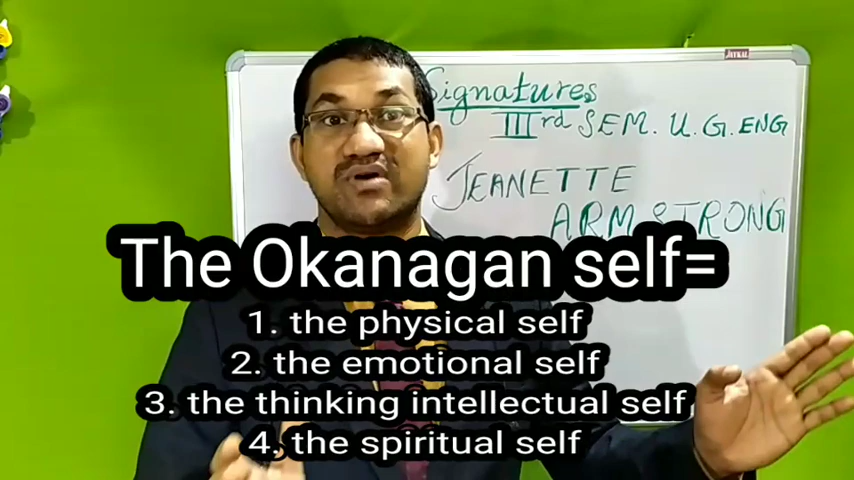 JAYKAL
Signatures
IIIrd SEM. U.G. ENG
JEANETTE
ARMSTRONG
The Okanagan self=
1. the physical self
2. the emotional self
3. the thinking intellectual self
4. the spiritual self